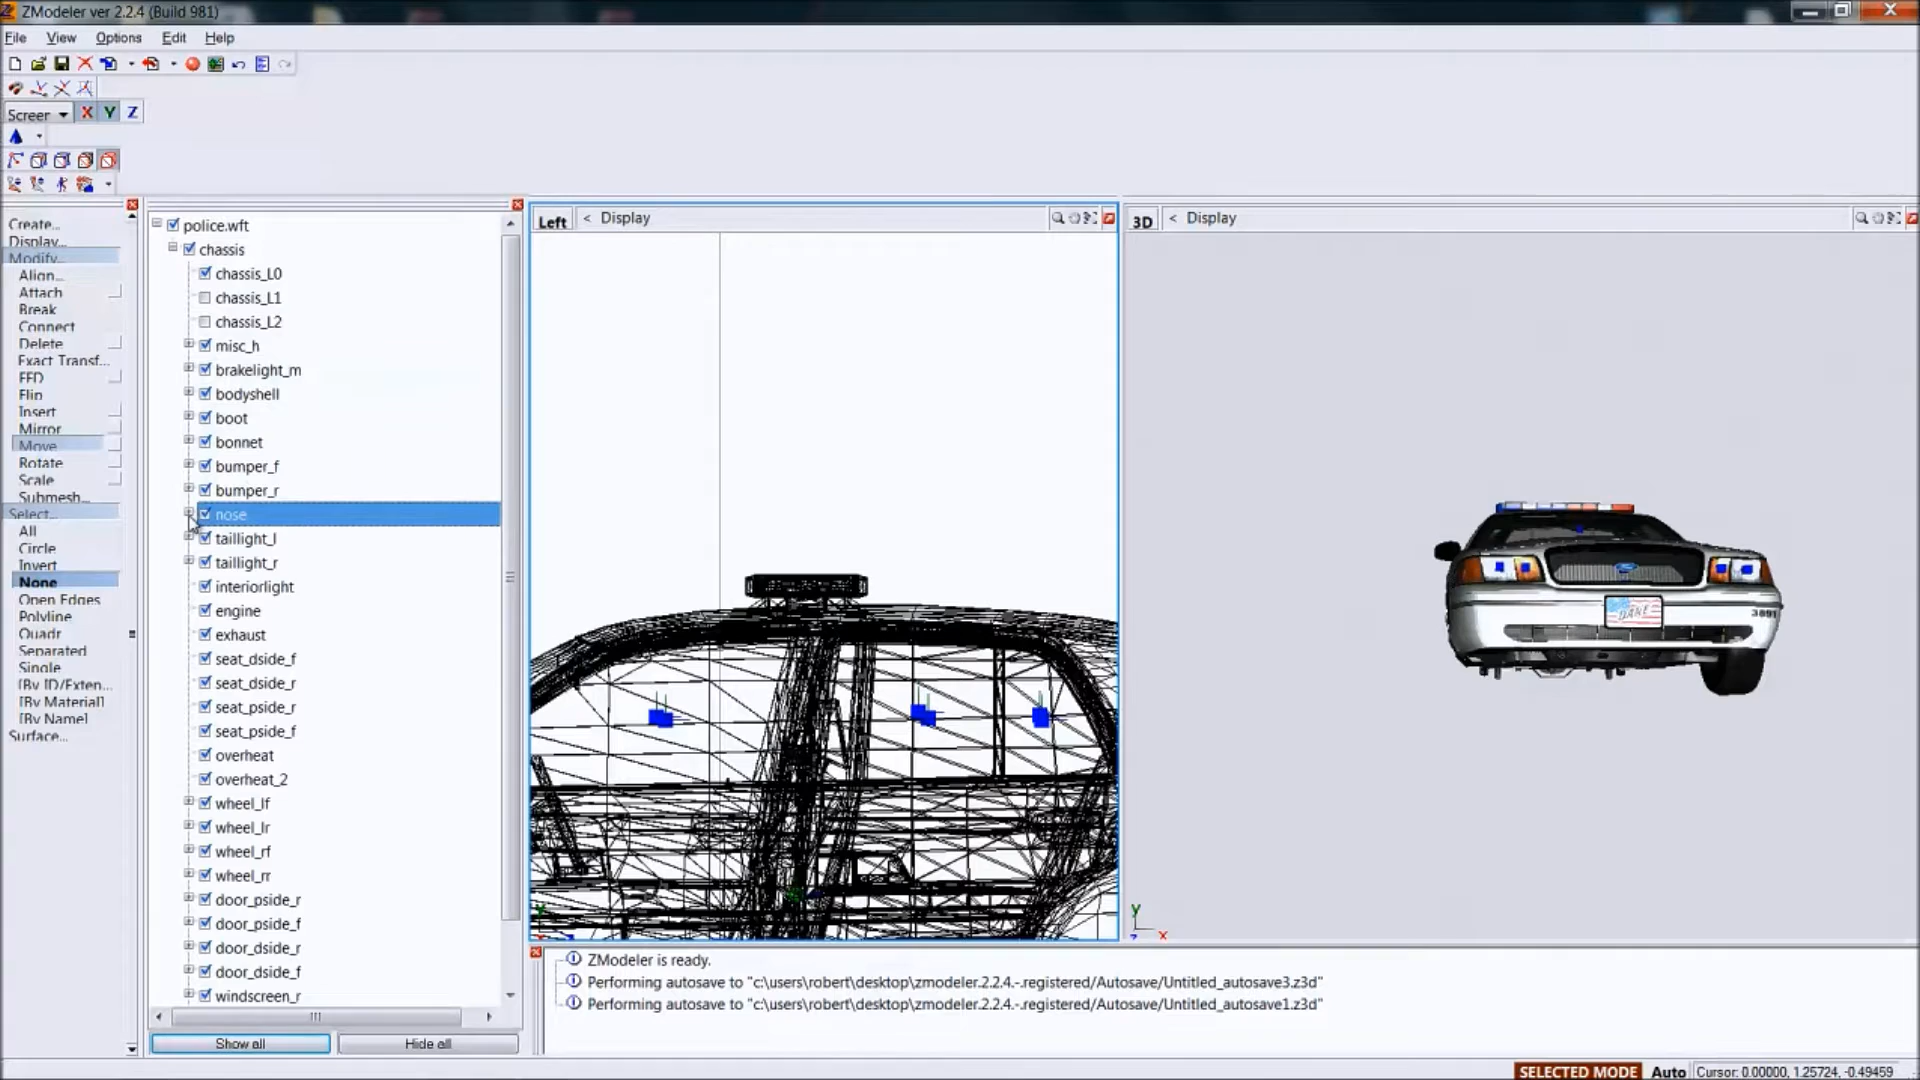 ZModeler ver 2.2.4 (Build 981)
File View Options Edit Help
Screer X Y Z
Create...
Display...
Modify...
Align...
Attach
Break
Connect
Delete
Exact Transf...
FFD
Flip
Insert
Mirror
Move
Rotate
Scale
Submesh...
Select...
All
Circle
Invert
None
Open Edges
Polyline
Quadr
Separated
Single
[By ID/Exten...
[By Material]
[By Name]
Surface...
police.wft
chassis
chassis_L0
chassis_L1
chassis_L2
misc_h
brakelight_m
bodyshell
boot
bonnet
bumper_f
bumper_r
nose
taillight_l
taillight_r
interiorlight
engine
exhaust
seat_dside_f
seat_dside_r
seat_pside_r
seat_pside_f
overheat
overheat_2
wheel_lf
wheel_lr
wheel_rf
wheel_rr
door_pside_r
door_pside_f
door_dside_r
door_dside_f
windscreen_r
Show all Hide all
Left < Display
3D < Display
3891
y
x
z
ZModeler is ready.
Performing autosave to "c:\users\robert\desktop\zmodeler.2.2.4.-.registered/Autosave/Untitled_autosave3.z3d"
Performing autosave to "c:\users\robert\desktop\zmodeler.2.2.4.-.registered/Autosave/Untitled_autosave1.z3d"
SELECTED MODE Auto Cursor: 0.00000, 1.25724, -0.49459